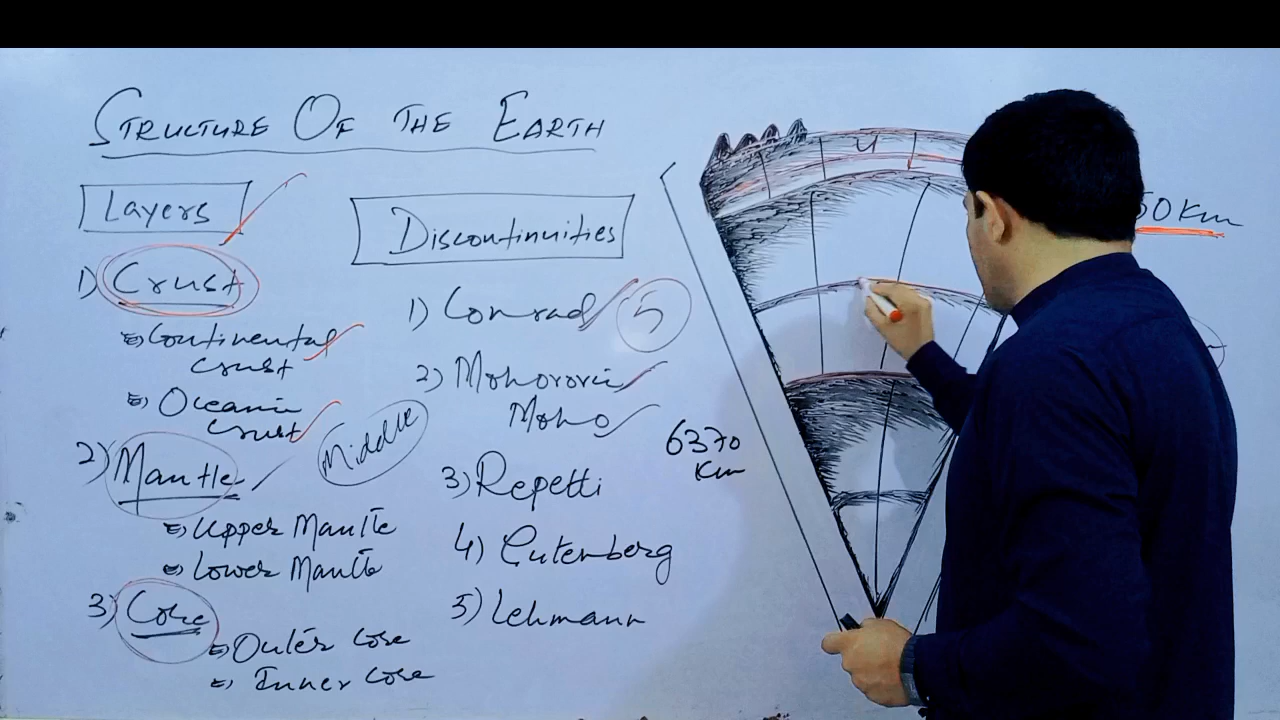 STRUCTURE OF THE EARTH
Layers
1) Crust
⇒ Continental
Crust
⇒ Oceanic
Crust
2) Mantle
Middle
⇒ Upper Mantle
⇒ Lower Mantle
3) Core
⇒ Outer Core
⇒ Inner Core
Discontinuities
1) Conrad
5
2) Mohorovic
Moho
3) Repetti
4) Gutenberg
5) Lehmann
6370
Km
U
L
50 Km